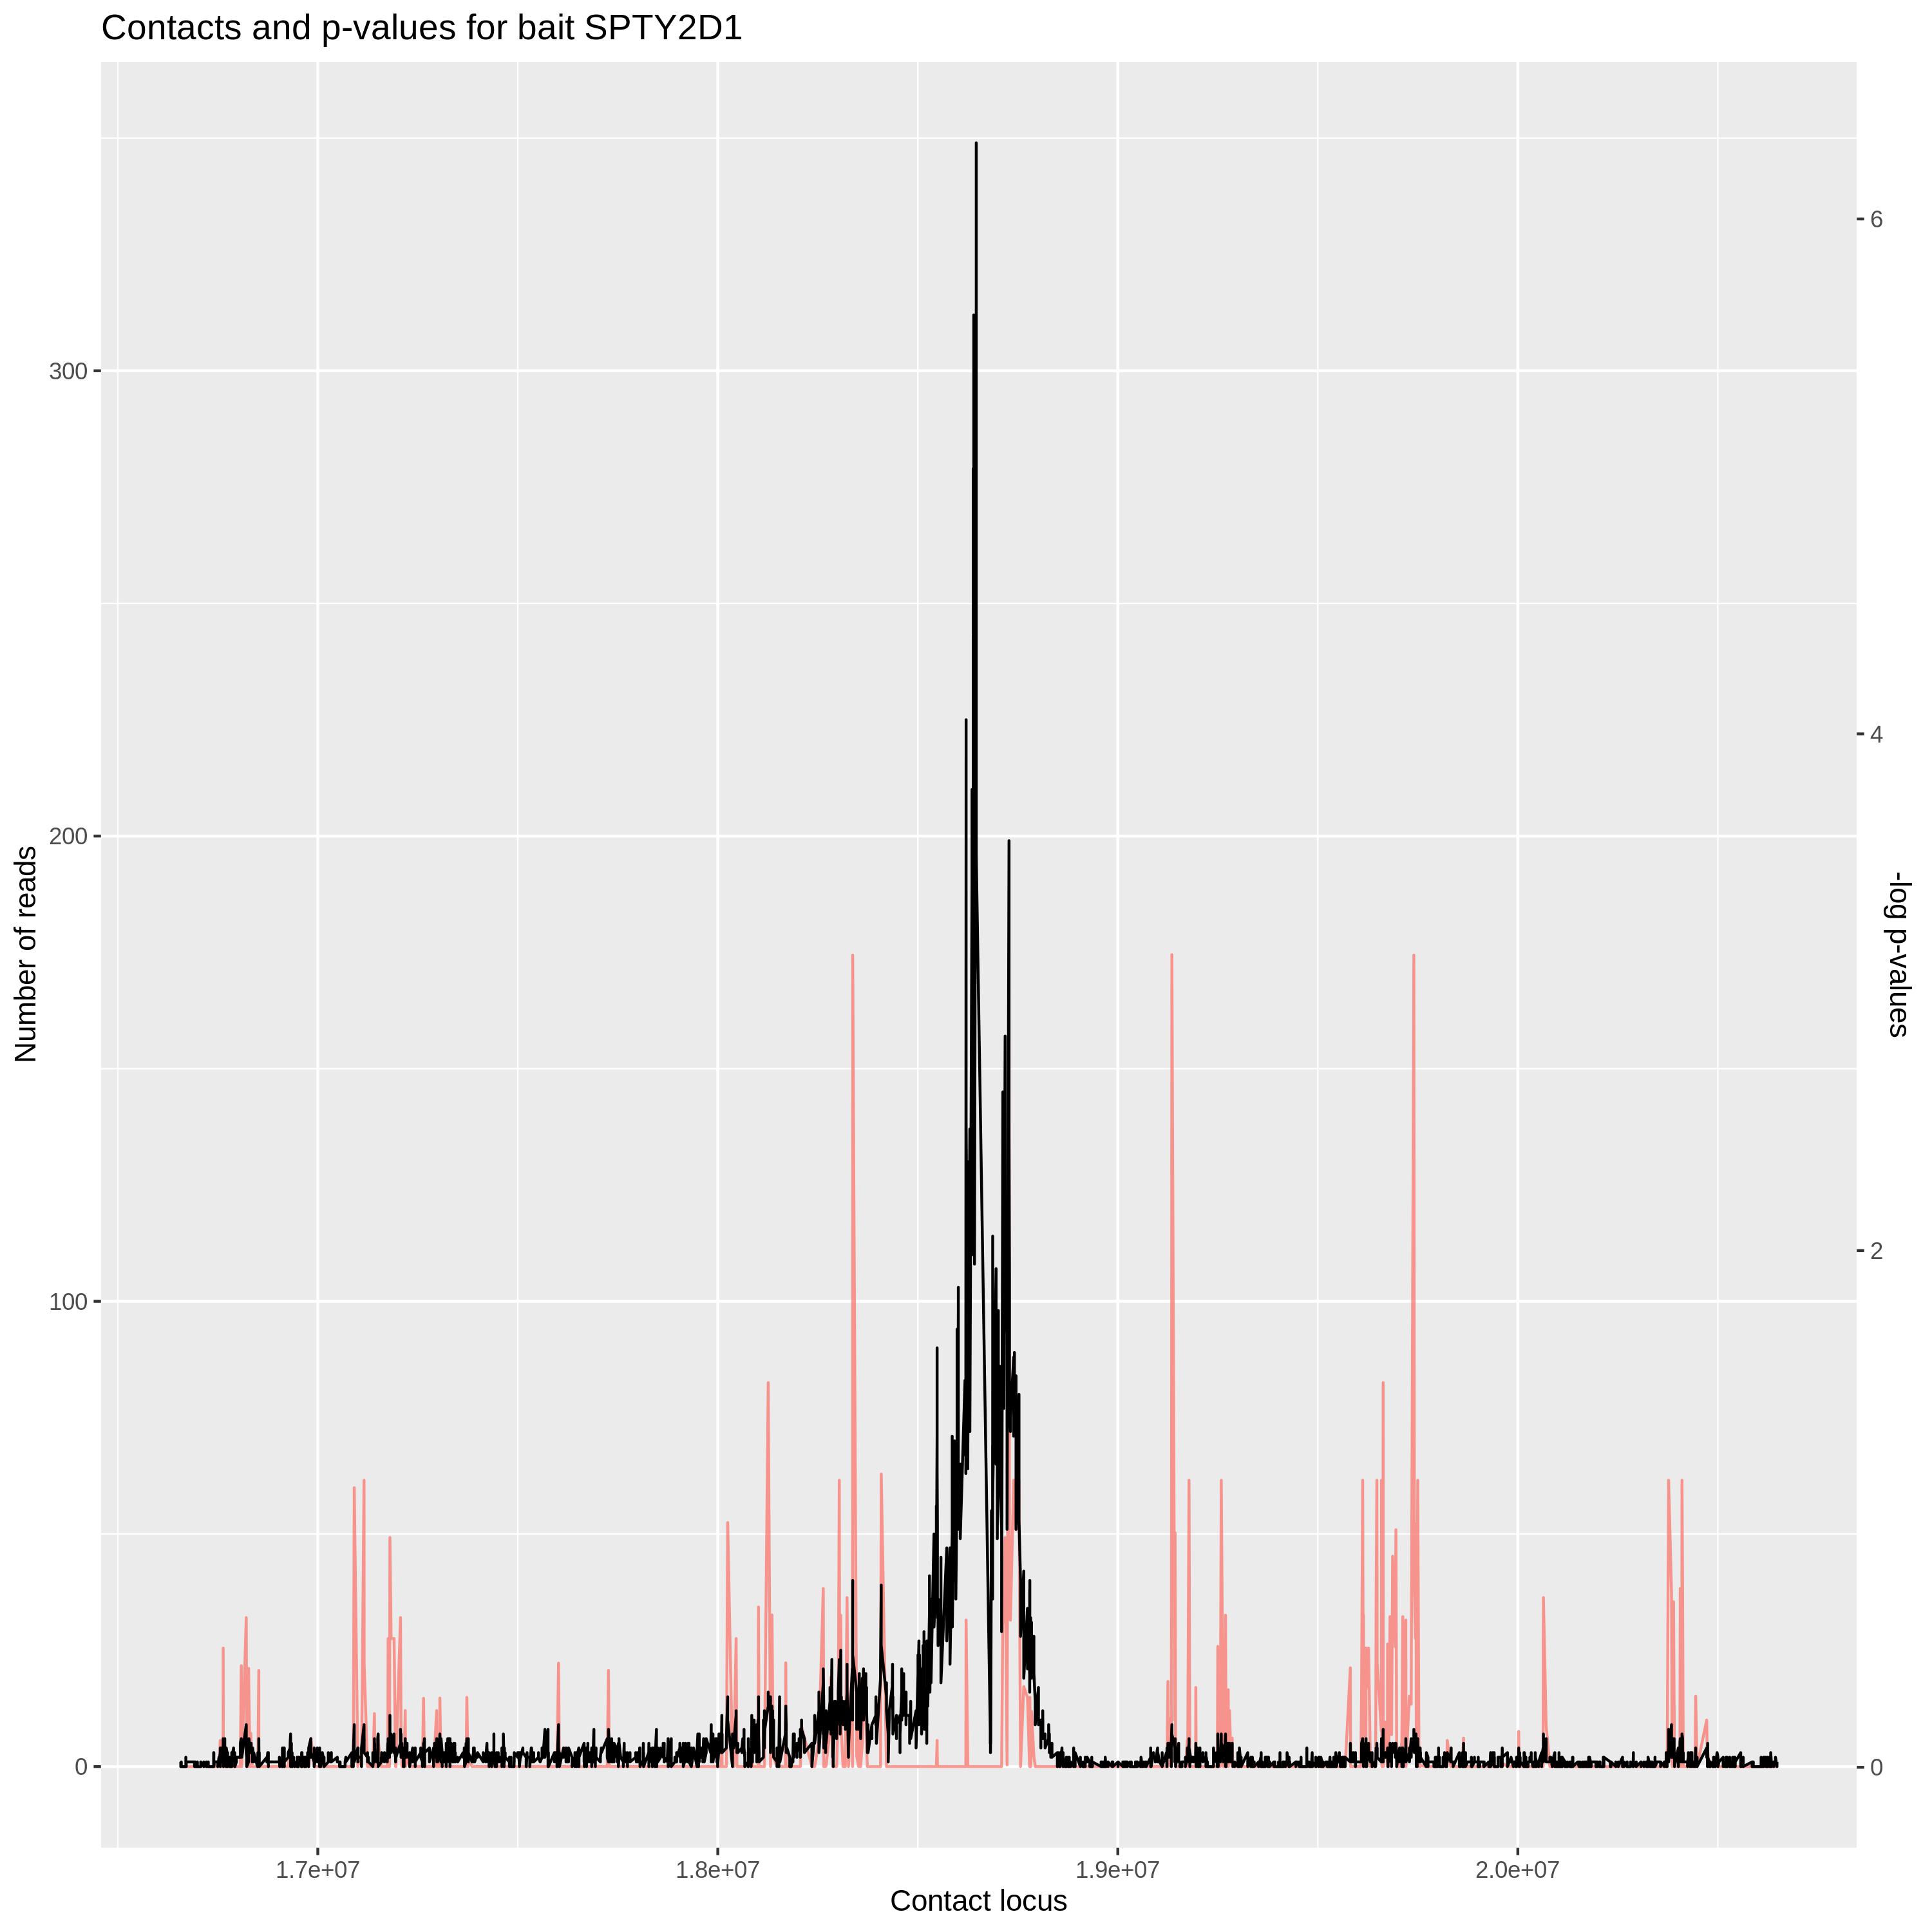 Contacts and p-values for bait SPTY2D1
Number of reads
300
200
100
0
6
4
2
0
-log p-values
1.7e+07
1.8e+07
1.9e+07
2.0e+07
Contact locus